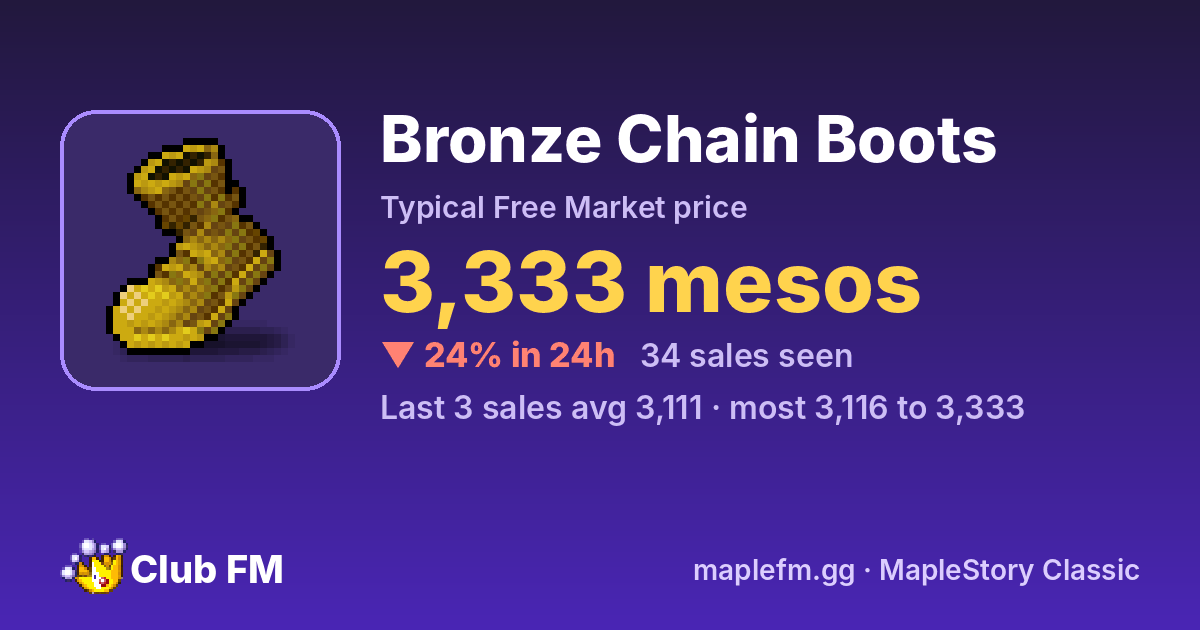 Bronze Chain Boots
Typical Free Market price
3,333 mesos
▼ 24% in 24h 34 sales seen
Last 3 sales avg 3,111 · most 3,116 to 3,333
Club FM
maplefm.gg · MapleStory Classic